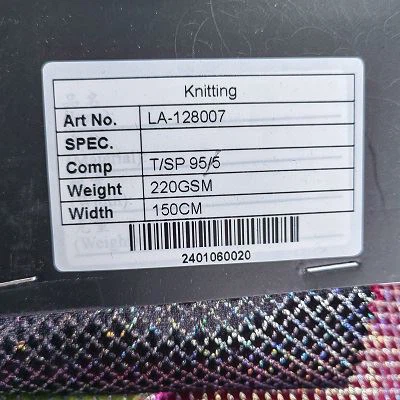 Knitting
Art No. LA-128007
SPEC.
Comp T/SP 95/5
Weight 220GSM
Width 150CM
2401060020